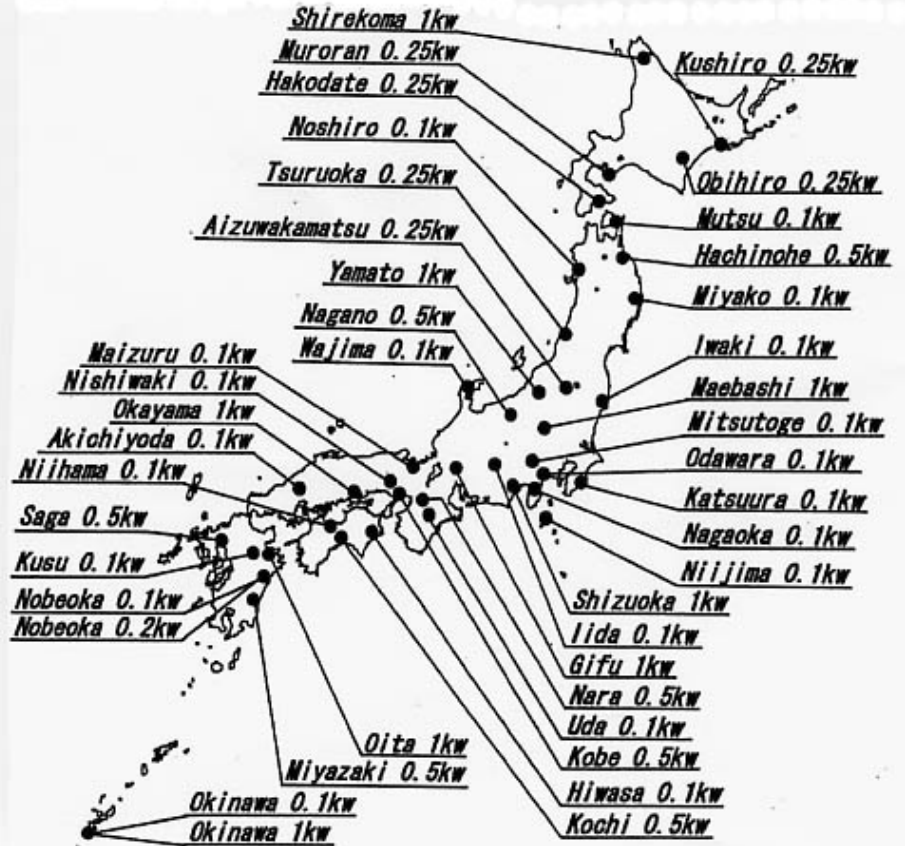 Shirekoma 1kw
Muroran 0.25kw
Hakodate 0.25kw
Noshiro 0.1kw
Tsuruoka 0.25kw
Aizuwakamatsu 0.25kw
Yamato 1kw
Nagano 0.5kw
Wajima 0.1kw
Maizuru 0.1kw
Nishiwaki 0.1kw
Okayama 1kw
Akichiyoda 0.1kw
Niihama 0.1kw
Saga 0.5kw
Kusu 0.1kw
Nobeoka 0.1kw
Nobeoka 0.2kw
Kushiro 0.25kw
Obihiro 0.25kw
Mutsu 0.1kw
Hachinohe 0.5kw
Miyako 0.1kw
Iwaki 0.1kw
Maebashi 1kw
Mitsutoge 0.1kw
Odawara 0.1kw
Katsuura 0.1kw
Nagaoka 0.1kw
Niijima 0.1kw
Shizuoka 1kw
Iida 0.1kw
Gifu 1kw
Nara 0.5kw
Uda 0.1kw
Kobe 0.5kw
Hiwasa 0.1kw
Kochi 0.5kw
Oita 1kw
Miyazaki 0.5kw
Okinawa 0.1kw
Okinawa 1kw